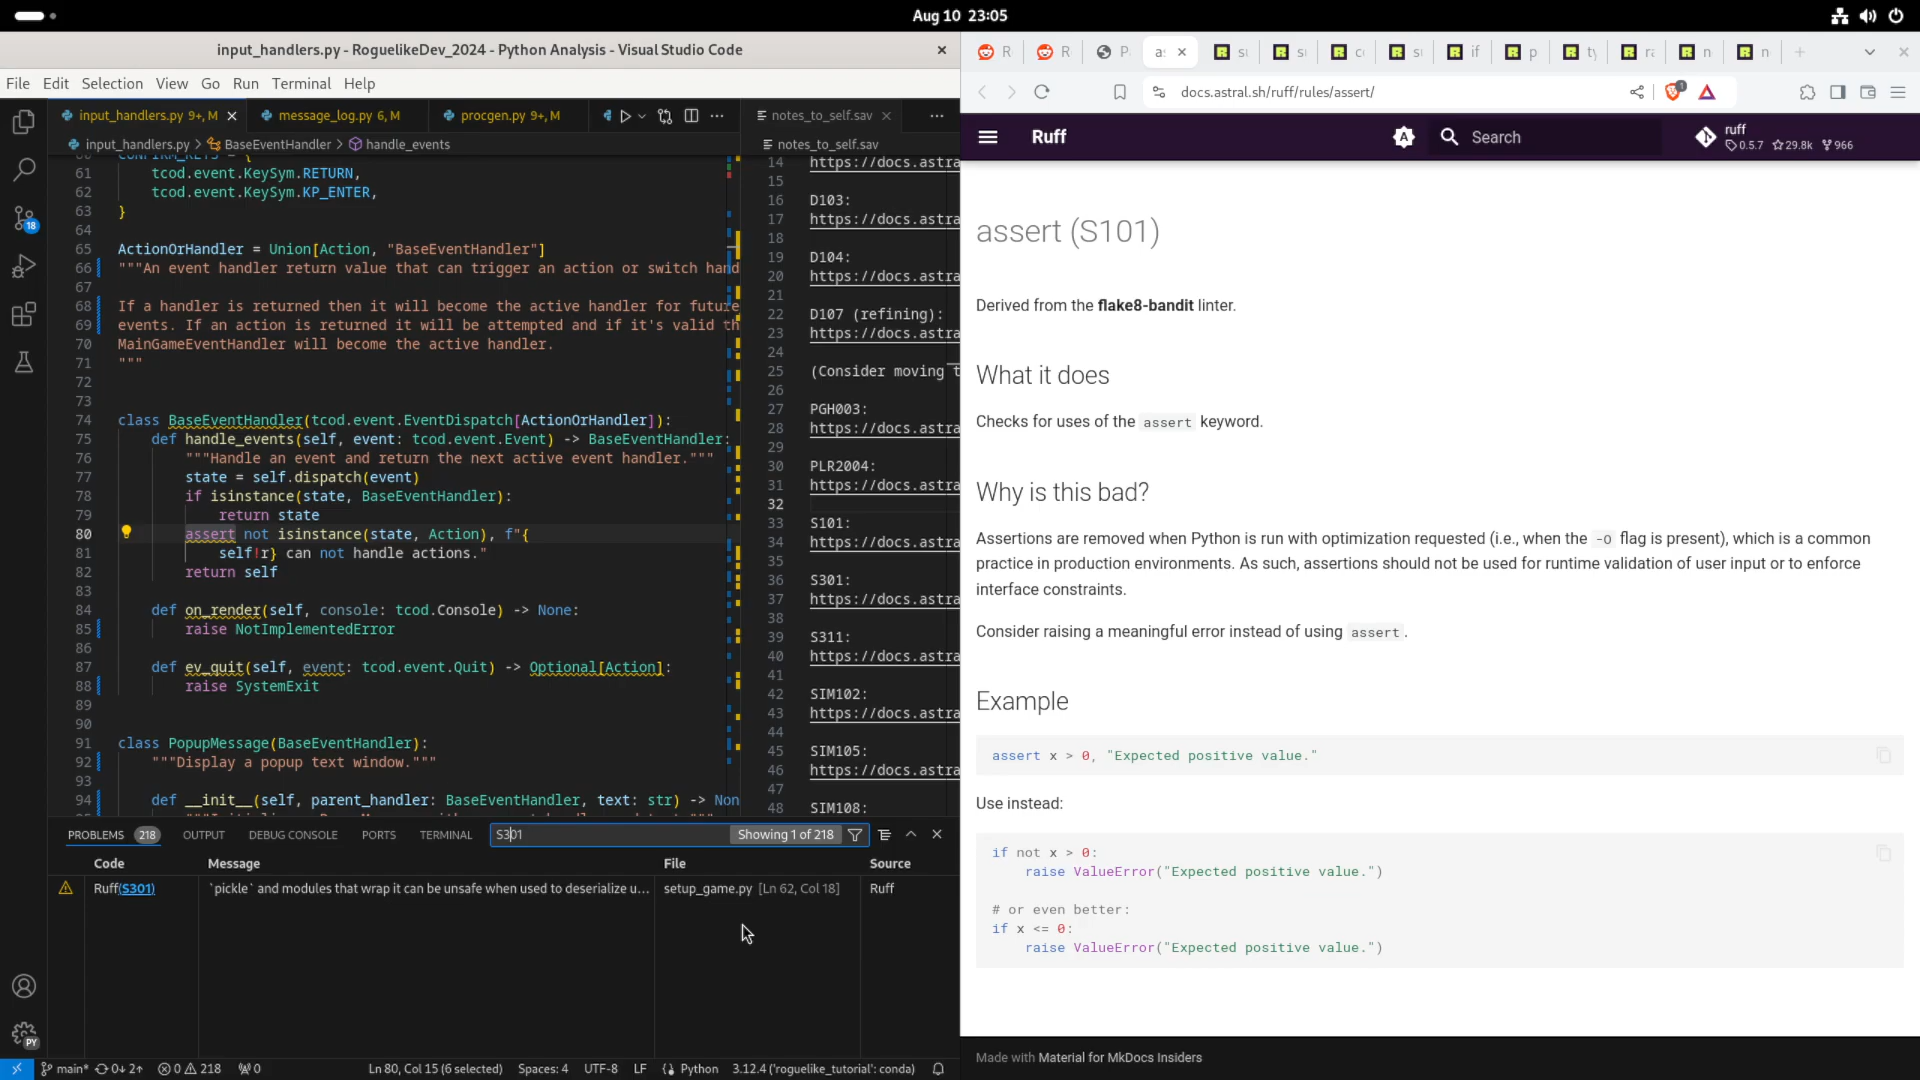 Aug 10 23:05
input_handlers.py - RoguelikeDev_2024 - Python Analysis - Visual Studio Code
File Edit Selection View Go Run Terminal Help
input_handlers.py 9+, M
message_log.py 6, M
procgen.py 9+, M
notes_to_self.sav
input_handlers.py > BaseEventHandler > handle_events
61 tcod.event.KeySym.RETURN,
62 tcod.event.KeySym.KP_ENTER,
63 }
64
65 ActionOrHandler = Union[Action, "BaseEventHandler"]
66 """An event handler return value that can trigger an action or switch hand
67
68 If a handler is returned then it will become the active handler for future
69 events. If an action is returned it will be attempted and if it's valid th
70 MainGameEventHandler will become the active handler.
71 """
72
73
74 class BaseEventHandler(tcod.event.EventDispatch[ActionOrHandler]):
75 def handle_events(self, event: tcod.event.Event) -> BaseEventHandler:
76 """Handle an event and return the next active event handler."""
77 state = self.dispatch(event)
78 if isinstance(state, BaseEventHandler):
79 return state
80 assert not isinstance(state, Action), f"{
81 self!r} can not handle actions."
82 return self
83
84 def on_render(self, console: tcod.Console) -> None:
85 raise NotImplementedError
86
87 def ev_quit(self, event: tcod.event.Quit) -> Optional[Action]:
88 raise SystemExit
89
90
91 class PopupMessage(BaseEventHandler):
92 """Display a popup text window."""
93
94 def __init__(self, parent_handler: BaseEventHandler, text: str) -> Non
notes_to_self.sav
14 https://docs.astra
15
16 D103:
17 https://docs.astra
18
19 D104:
20 https://docs.astra
21
22 D107 (refining):
23 https://docs.astra
24
25 (Consider moving t
26
27 PGH003:
28 https://docs.astra
29
30 PLR2004:
31 https://docs.astra
32
33 S101:
34 https://docs.astra
35
36 S301:
37 https://docs.astra
38
39 S311:
40 https://docs.astra
41
42 SIM102:
43 https://docs.astra
44
45 SIM105:
46 https://docs.astra
47
48 SIM108:
18
PROBLEMS 218 OUTPUT DEBUG CONSOLE PORTS TERMINAL S301 Showing 1 of 218
Code Message File Source
Ruff(S301) `pickle` and modules that wrap it can be unsafe when used to deserialize u... setup_game.py [Ln 62, Col 18] Ruff
PY
main* 0↓ 2↑ 0 218 0 Ln 80, Col 15 (6 selected) Spaces: 4 UTF-8 LF Python 3.12.4 ('roguelike_tutorial': conda)
docs.astral.sh/ruff/rules/assert/
1
Ruff
Search
ruff
0.5.7 29.8k 966
assert (S101)
Derived from the flake8-bandit linter.
What it does
Checks for uses of the assert keyword.
Why is this bad?
Assertions are removed when Python is run with optimization requested (i.e., when the -O flag is present), which is a common
practice in production environments. As such, assertions should not be used for runtime validation of user input or to enforce
interface constraints.
Consider raising a meaningful error instead of using assert.
Example
assert x > 0, "Expected positive value."
Use instead:
if not x > 0:
raise ValueError("Expected positive value.")
# or even better:
if x <= 0:
raise ValueError("Expected positive value.")
Made with Material for MkDocs Insiders